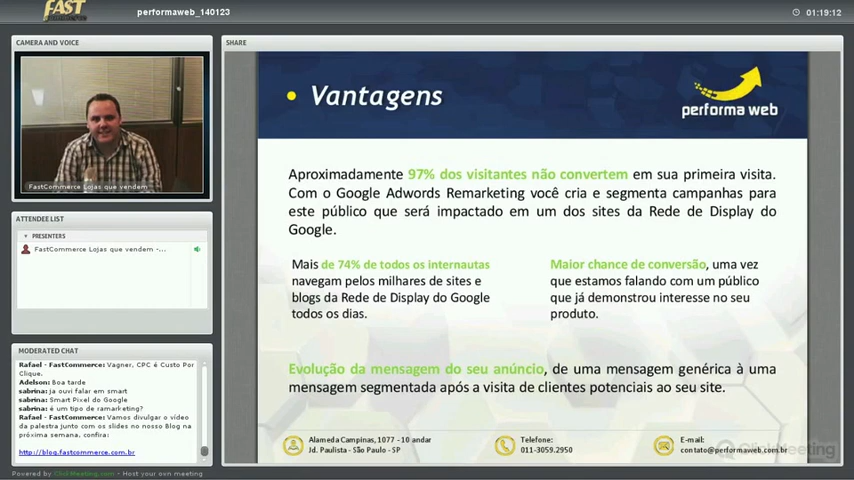 FAST
performaweb_140123
01:19:12
CAMERA AND VOICE
FastCommerce Lojas que vendem
ATTENDEE LIST
PRESENTERS
FastCommerce Lojas que vendem -...
MODERATED CHAT
Rafael - FastCommerce: Vagner, CPC é Custo Por
Clique.
Adelson: Boa tarde
sabrina: ja ouvi falar em smart
sabrina: Smart Pixel do Google
sabrina: é um tipo de ramarketing?
Rafael - FastCommerce: Vamos divulgar o vídeo
da palestra junto com os slides no nosso Blog na
próxima semana, confira:
http://blog.fastcommerce.com.br
SHARE
• Vantagens
performa web
Aproximadamente 97% dos visitantes não convertem em sua primeira visita.
Com o Google Adwords Remarketing você cria e segmenta campanhas para
este público que será impactado em um dos sites da Rede de Display do
Google.
Mais de 74% de todos os internautas
navegam pelos milhares de sites e
blogs da Rede de Display do Google
todos os dias.
Maior chance de conversão, uma vez
que estamos falando com um público
que já demonstrou interesse no seu
produto.
Evolução da mensagem do seu anúncio, de uma mensagem genérica à uma
mensagem segmentada após a visita de clientes potenciais ao seu site.
Alameda Campinas, 1077 - 10 andar
Jd. Paulista - São Paulo - SP
Telefone:
011-3059.2950
E-mail:
contato@performaweb.com.br
ClickMeeting
Powered by ClickMeeting.com - Host your own meeting